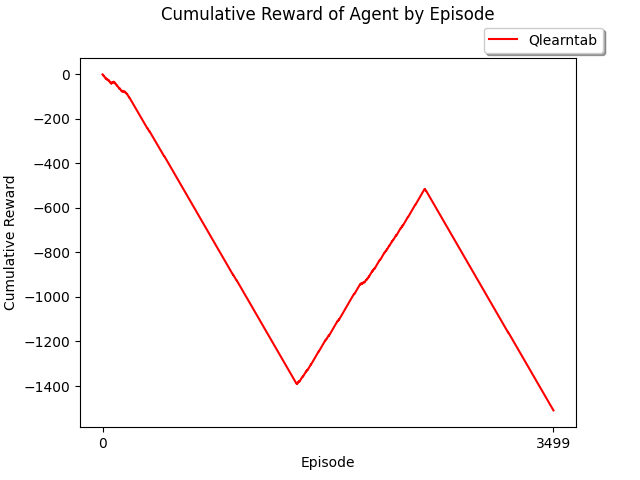 Cumulative Reward of Agent by Episode
Qlearntab
0
−200
−400
−600
−800
−1000
−1200
−1400
Cumulative Reward
0 3499
Episode